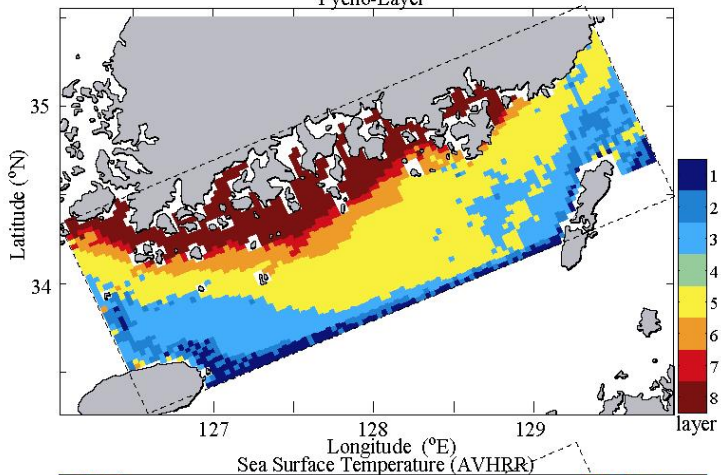 Pycno-Layer
35
34
Latitude (°N)
127
128
129
Longitude (°E)
1
2
3
4
5
6
7
8
layer
Sea Surface Temperature (AVHRR)